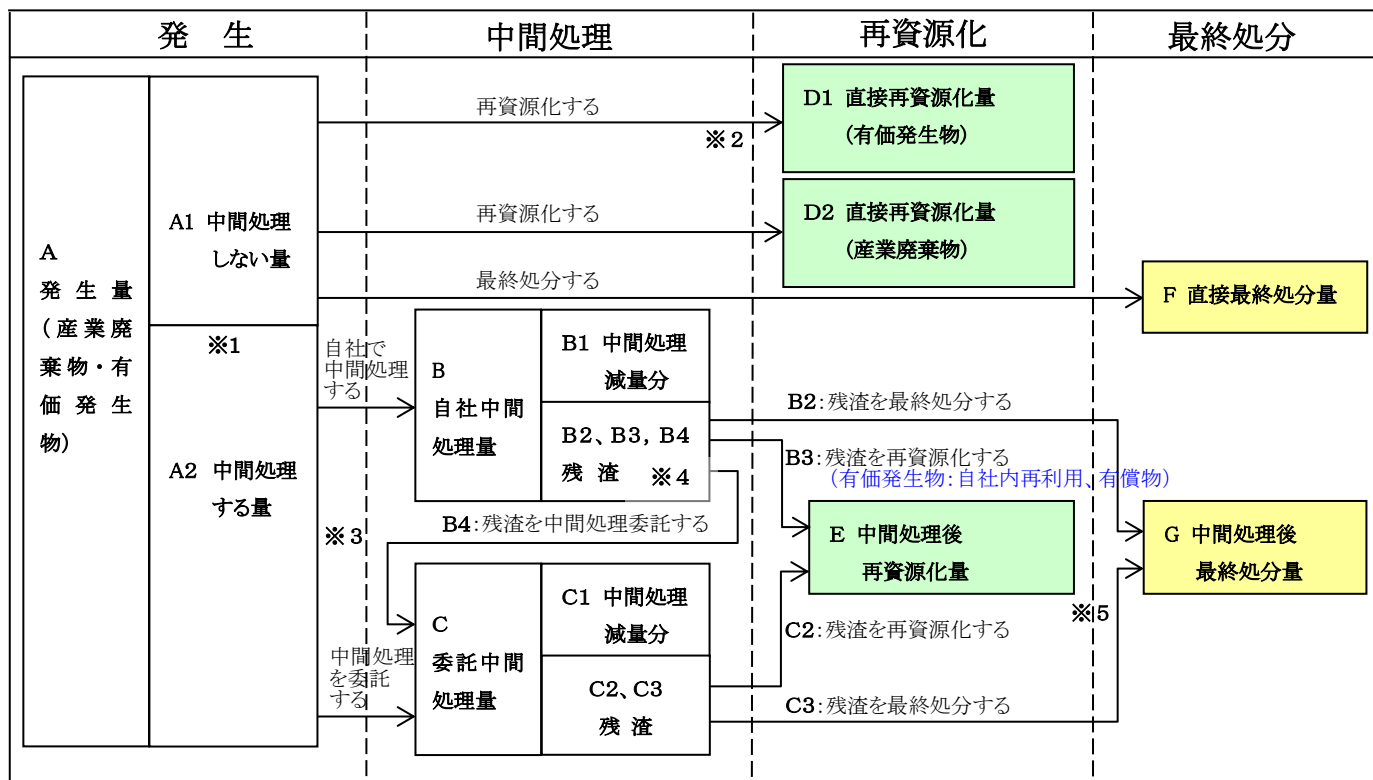 発　生
中間処理
再資源化
最終処分
A
発生量
(産業廃
棄物・有
価発生
物)
A1 中間処理
しない量
※1
A2 中間処理
する量
再資源化する
※2
再資源化する
最終処分する
自社で
中間処理
する
※3
中間処理
を委託
する
B
自社中間
処理量
B1 中間処理
減量分
B2、B3，B4
残 渣　※4
B4：残渣を中間処理委託する
C
委託中間
処理量
C1 中間処理
減量分
C2、C3
残 渣
D1 直接再資源化量
(有価発生物)
D2 直接再資源化量
(産業廃棄物)
B2：残渣を最終処分する
B3：残渣を再資源化する
（有価発生物：自社内再利用、有償物）
E 中間処理後
再資源化量
※5
C2：残渣を再資源化する
C3：残渣を最終処分する
F 直接最終処分量
G 中間処理後
最終処分量